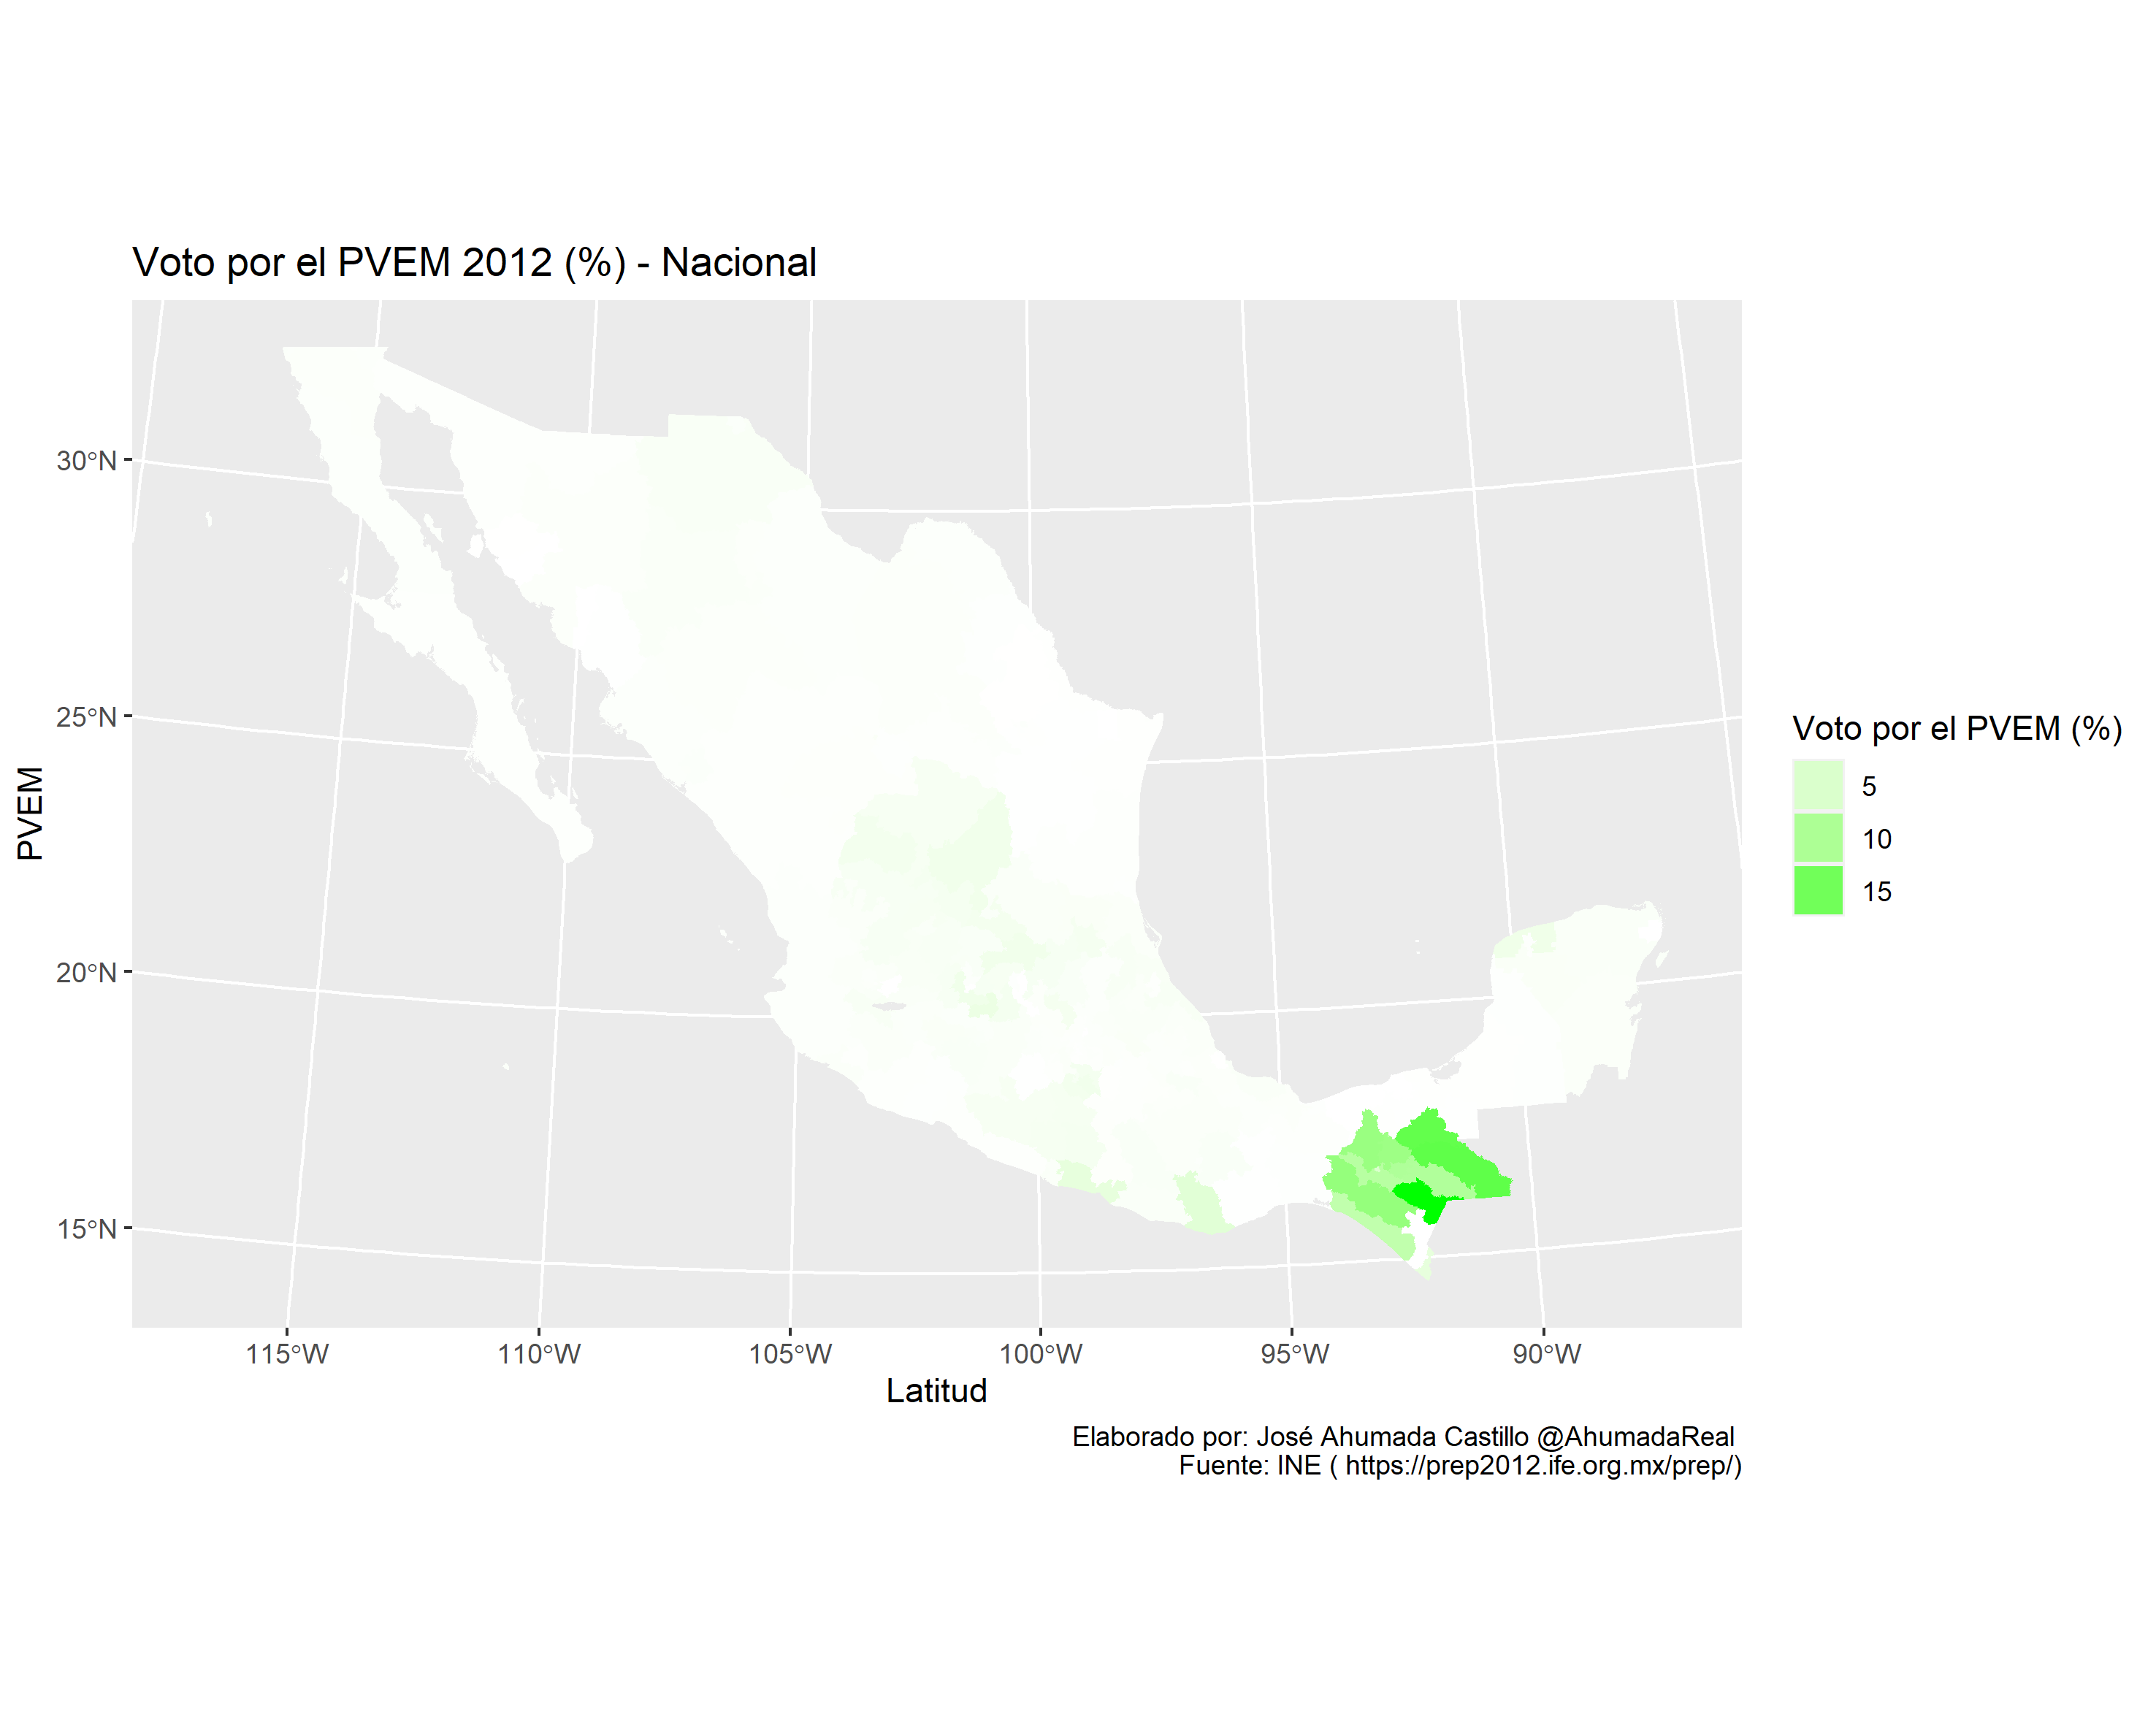 Voto por el PVEM 2012 (%) - Nacional
30°N
25°N
20°N
15°N
PVEM
115°W
110°W
105°W
100°W
95°W
90°W
Latitud
Voto por el PVEM (%)
5
10
15
Elaborado por: José Ahumada Castillo @AhumadaReal
Fuente: INE ( https://prep2012.ife.org.mx/prep/)